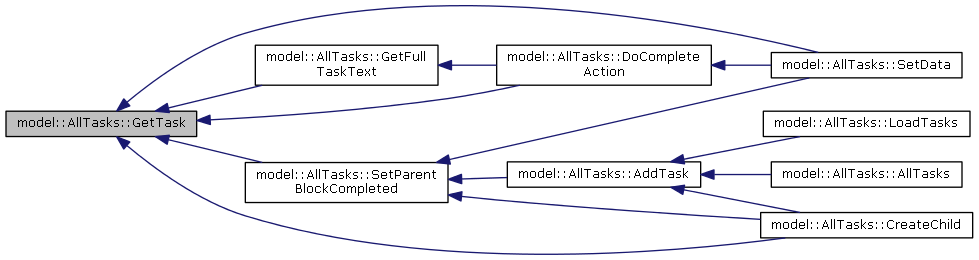 model::AllTasks::GetTask
model::AllTasks::GetFull
TaskText
model::AllTasks::DoComplete
Action
model::AllTasks::SetData
model::AllTasks::SetParent
BlockCompleted
model::AllTasks::AddTask
model::AllTasks::LoadTasks
model::AllTasks::AllTasks
model::AllTasks::CreateChild